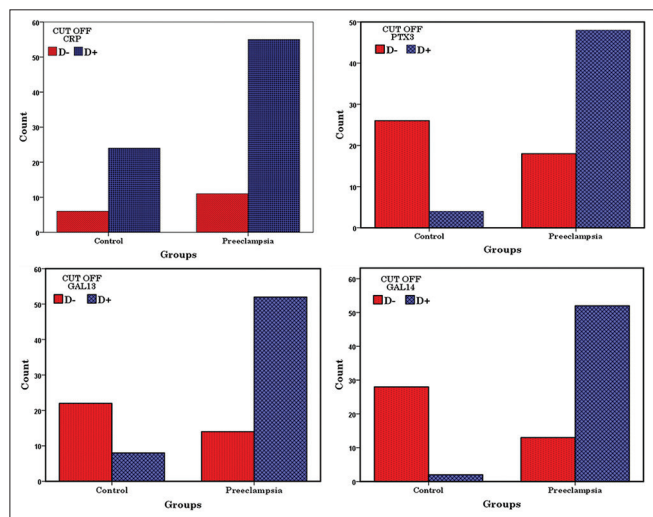 CUT OFF
CRP
D- D+
60
50
40
30
20
10
0
Count
Control Preeclampsia
Groups
CUT OFF
PTX3
D- D+
50
40
30
20
10
0
Count
Control Preeclampsia
Groups
CUT OFF
GAL13
D- D+
60
50
40
30
20
10
0
Count
Control Preeclampsia
Groups
CUT OFF
GAL14
D- D+
60
50
40
30
20
10
0
Count
Control Preeclampsia
Groups